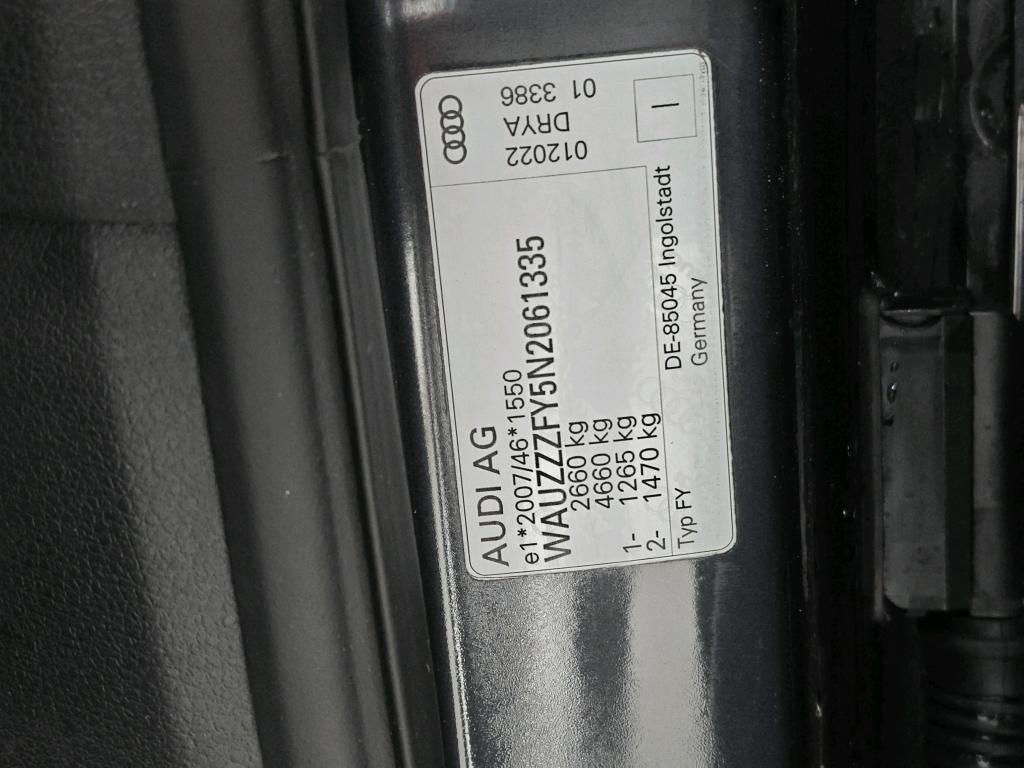 AUDI AG
e1*2007/46*1550
WAUZZZFY5N2061335
2660 kg
4660 kg
1- 1265 kg
2- 1470 kg
Typ FY
DE-85045 Ingolstadt
Germany
012022
DRYA
01 3386